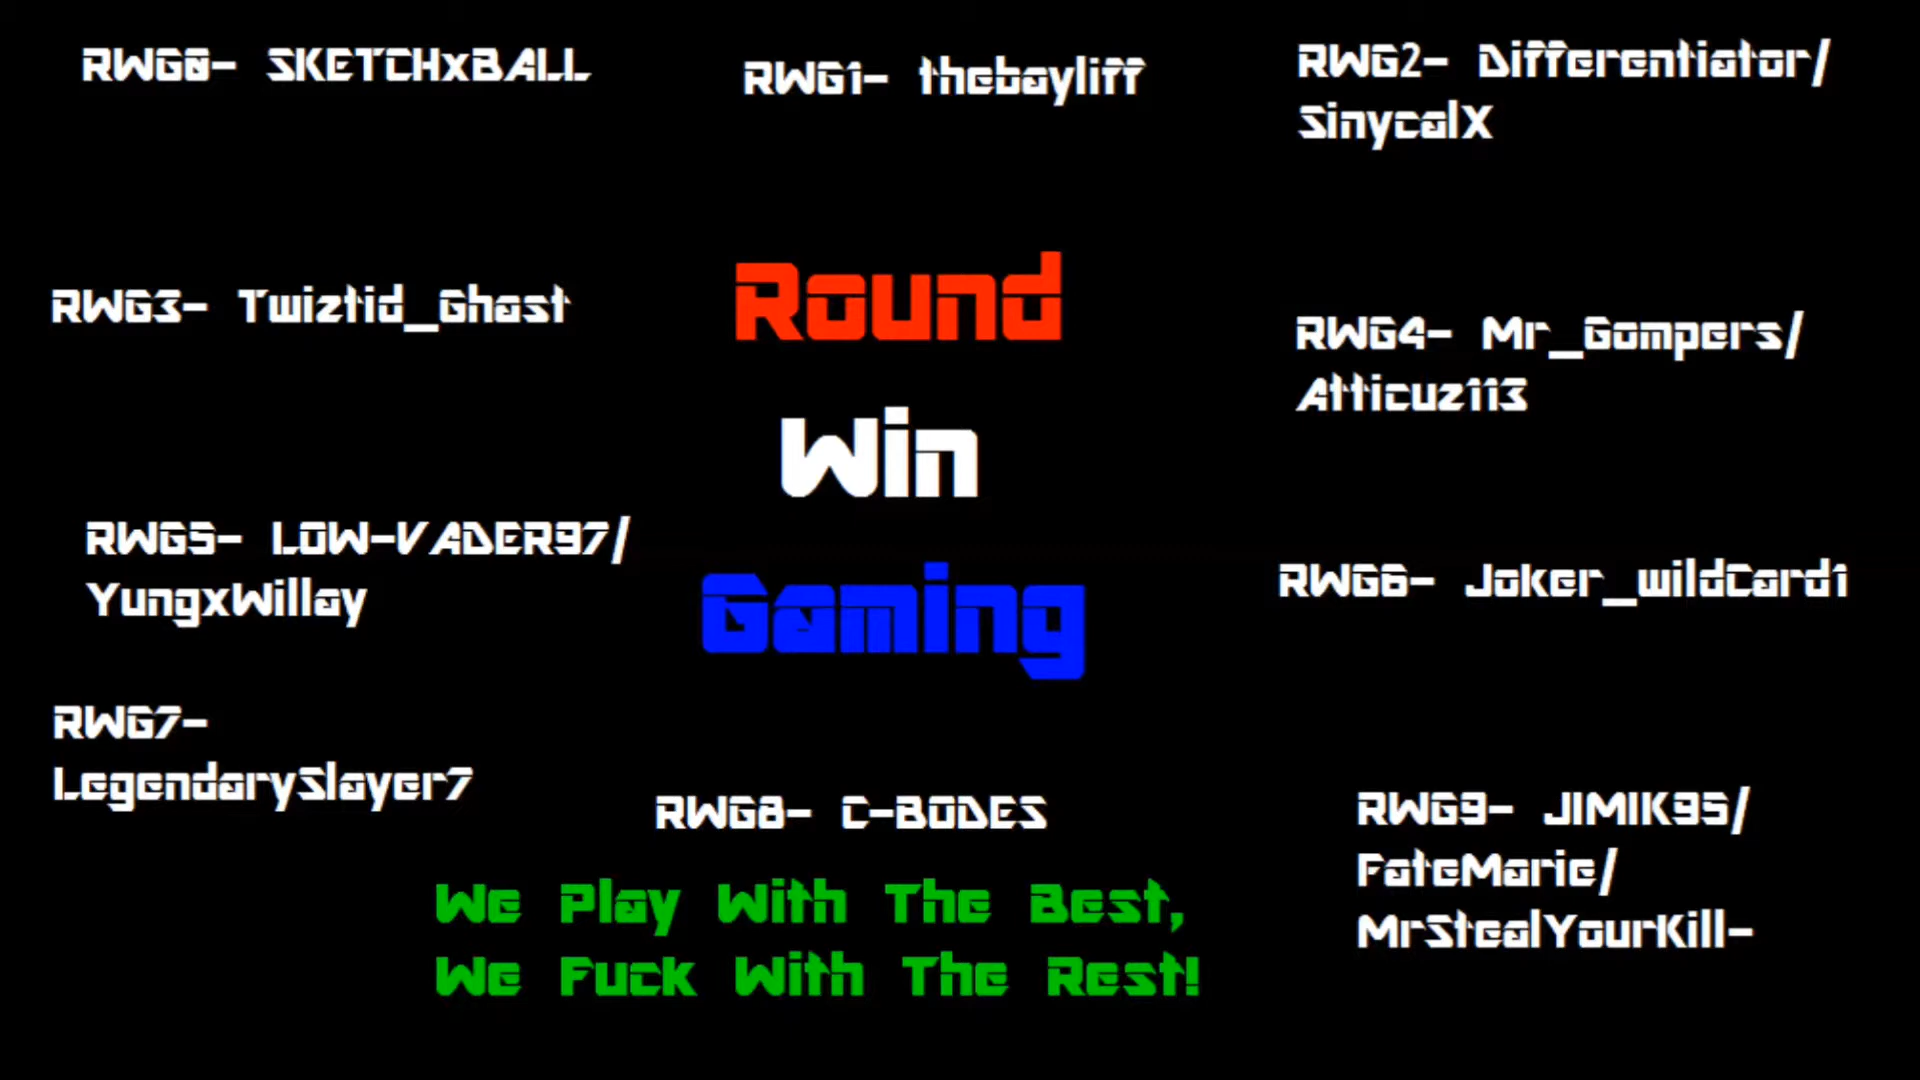 RWG0- SKETCHxBALL
RWG1- thebayliff
RWG2- Differentiator/
SinycalX
RWG3- Twiztid_Ghost
Round
RWG4- Mr_Gompers/
Atticuz113
Win
RWG5- LOW-VADER97/
YungxWillay
RWG6- Joker_wildCard1
Gaming
RWG7-
LegendarySlayer7
RWG8- C-BODES
RWG9- JIMIK95/
FateMarie/
MrStealYourKill-
We Play With The Best,
We Fuck With The Rest!